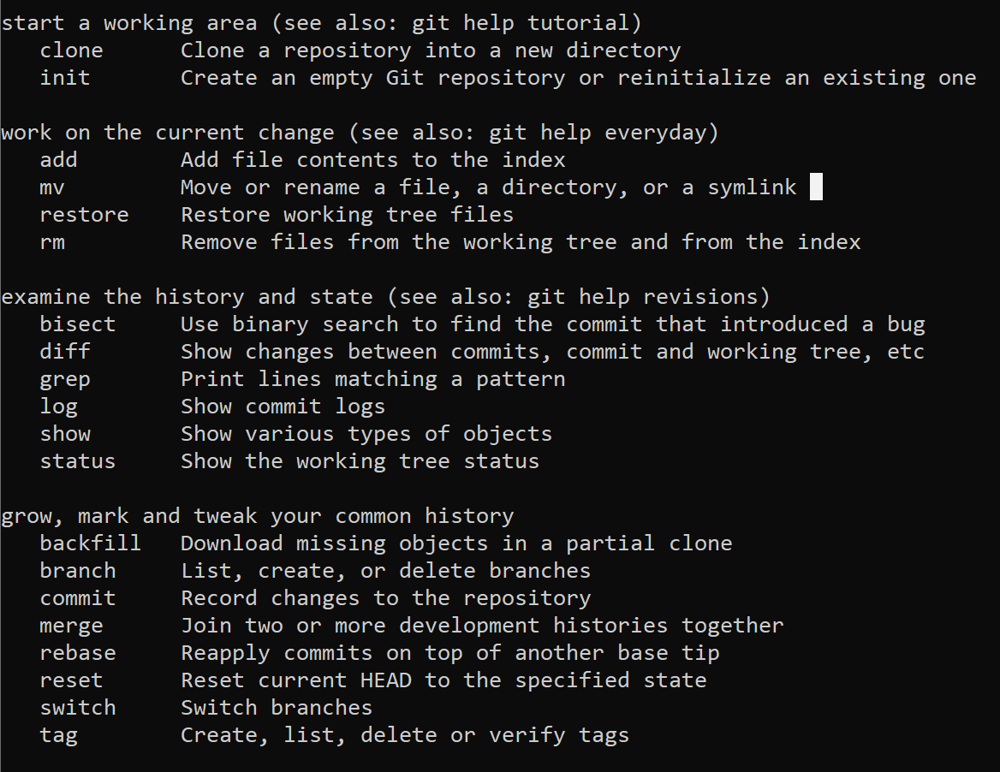 start a working area (see also: git help tutorial)
   clone      Clone a repository into a new directory
   init       Create an empty Git repository or reinitialize an existing one

work on the current change (see also: git help everyday)
   add        Add file contents to the index
   mv         Move or rename a file, a directory, or a symlink
   restore    Restore working tree files
   rm         Remove files from the working tree and from the index

examine the history and state (see also: git help revisions)
   bisect     Use binary search to find the commit that introduced a bug
   diff       Show changes between commits, commit and working tree, etc
   grep       Print lines matching a pattern
   log        Show commit logs
   show       Show various types of objects
   status     Show the working tree status

grow, mark and tweak your common history
   backfill   Download missing objects in a partial clone
   branch     List, create, or delete branches
   commit     Record changes to the repository
   merge      Join two or more development histories together
   rebase     Reapply commits on top of another base tip
   reset      Reset current HEAD to the specified state
   switch     Switch branches
   tag        Create, list, delete or verify tags